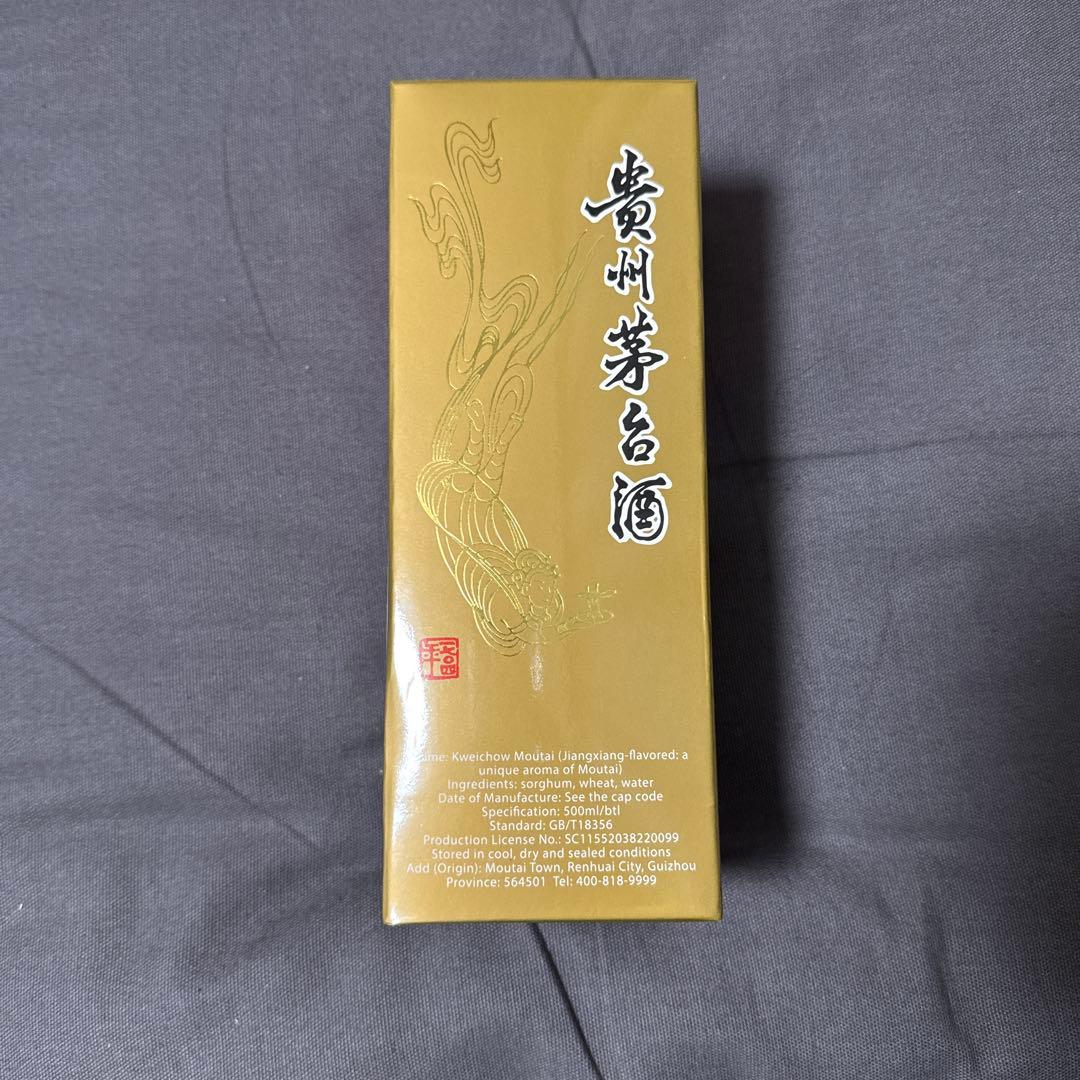 貴州茅台酒
Kweichow Moutai (Jiangxiang-flavored: a
unique aroma of Moutai)
Ingredients: sorghum, wheat, water
Date of Manufacture: See the cap code
Specification: 500ml/btl
Standard: GB/T18356
Production License No.: SC11552038220099
Stored in cool, dry and sealed conditions
Add (Origin): Moutai Town, Renhuai City, Guizhou
Province: 564501 Tel: 400-818-9999